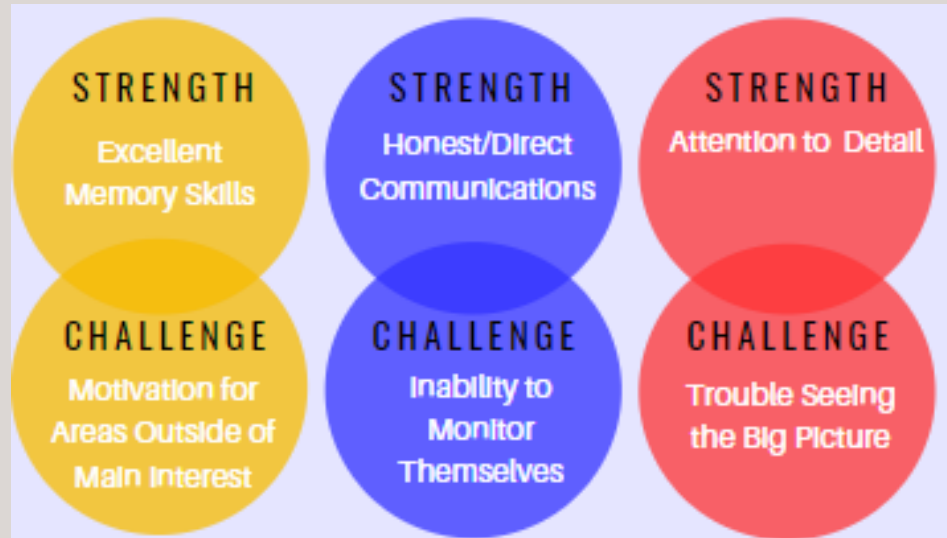 STRENGTH
Excellent
Memory Skills
CHALLENGE
Motivation for
Areas Outside of
Main Interest
STRENGTH
Honest/Direct
Communications
CHALLENGE
Inability to
Monitor
Themselves
STRENGTH
Attention to Detail
CHALLENGE
Trouble Seeing
the Big Picture